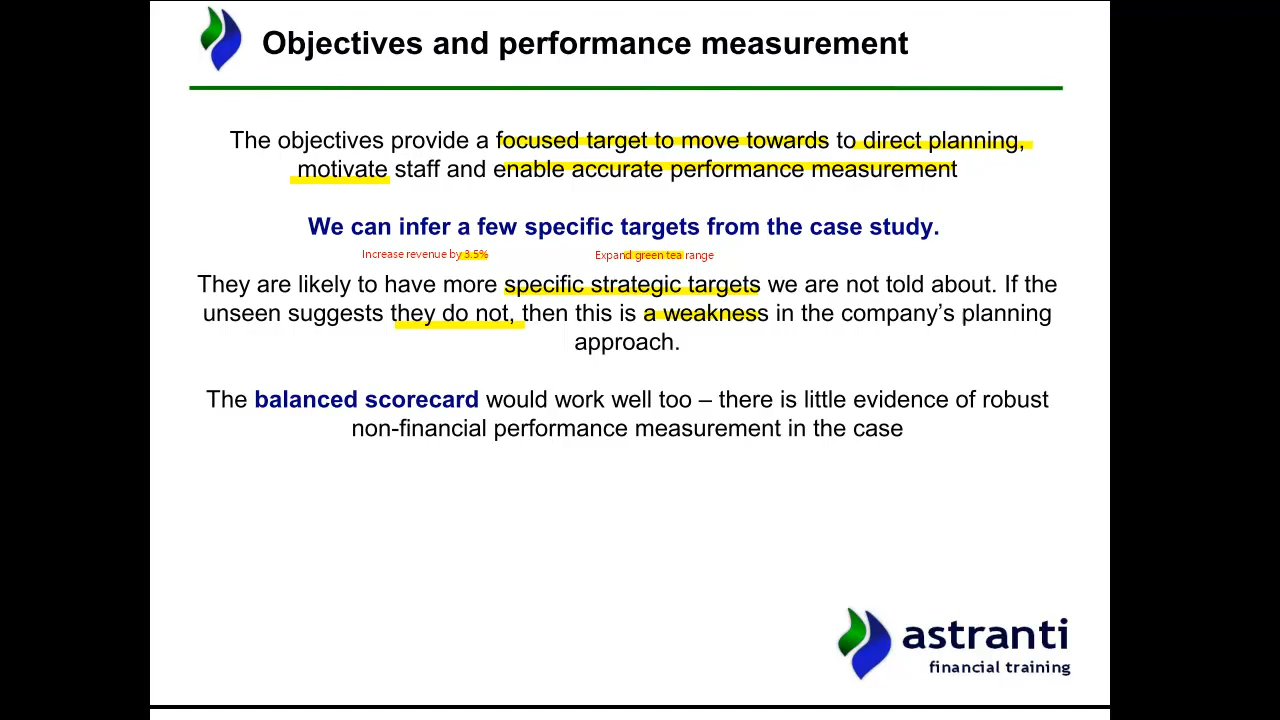 Objectives and performance measurement
The objectives provide a focused target to move towards to direct planning,
motivate staff and enable accurate performance measurement
We can infer a few specific targets from the case study.
Increase revenue by 3.5% Expand green tea range
They are likely to have more specific strategic targets we are not told about. If the
unseen suggests they do not, then this is a weakness in the company's planning
approach.
The balanced scorecard would work well too – there is little evidence of robust
non-financial performance measurement in the case
astranti
financial training